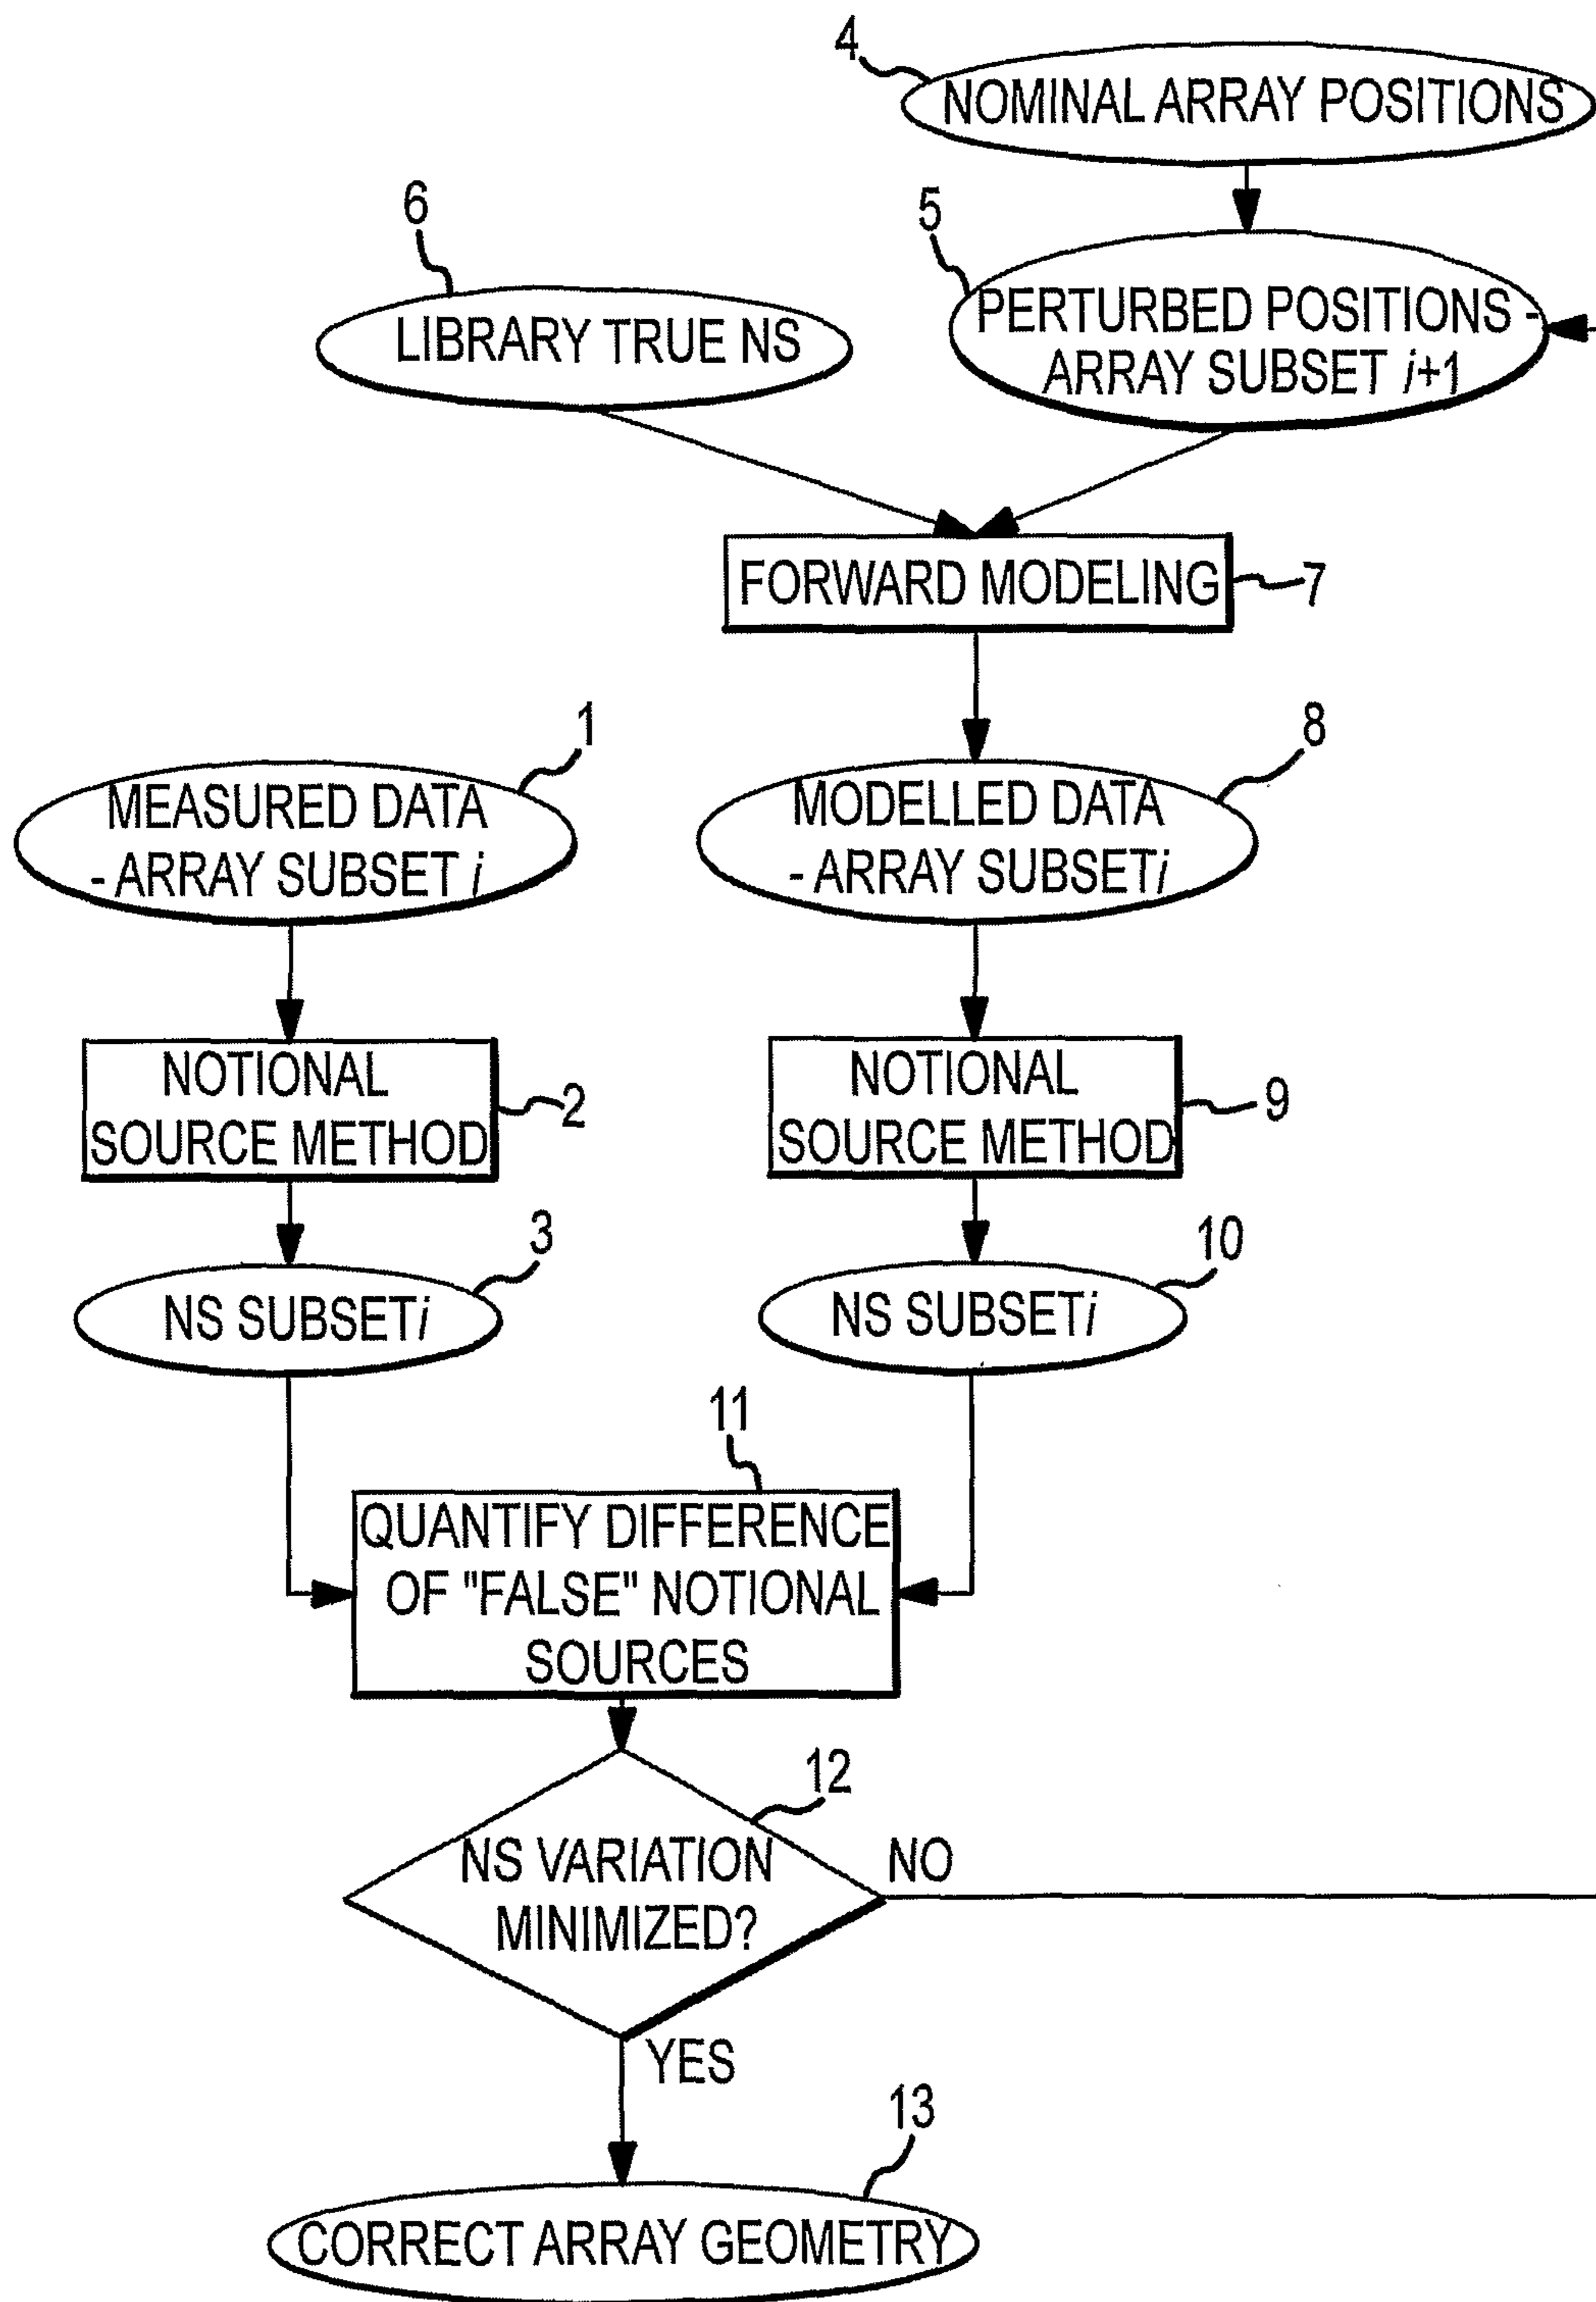 4
NOMINAL ARRAY POSITIONS
6
5
LIBRARY TRUE NS
PERTURBED POSITIONS -
ARRAY SUBSET i+1
FORWARD MODELING
7
1
8
MEASURED DATA
- ARRAY SUBSET i
MODELLED DATA
- ARRAY SUBSETi
NOTIONAL
SOURCE METHOD
2
NOTIONAL
SOURCE METHOD
9
3
10
NS SUBSETi
NS SUBSETi
11
QUANTIFY DIFFERENCE
OF "FALSE" NOTIONAL
SOURCES
12
NS VARIATION
MINIMIZED?
NO
YES
13
CORRECT ARRAY GEOMETRY